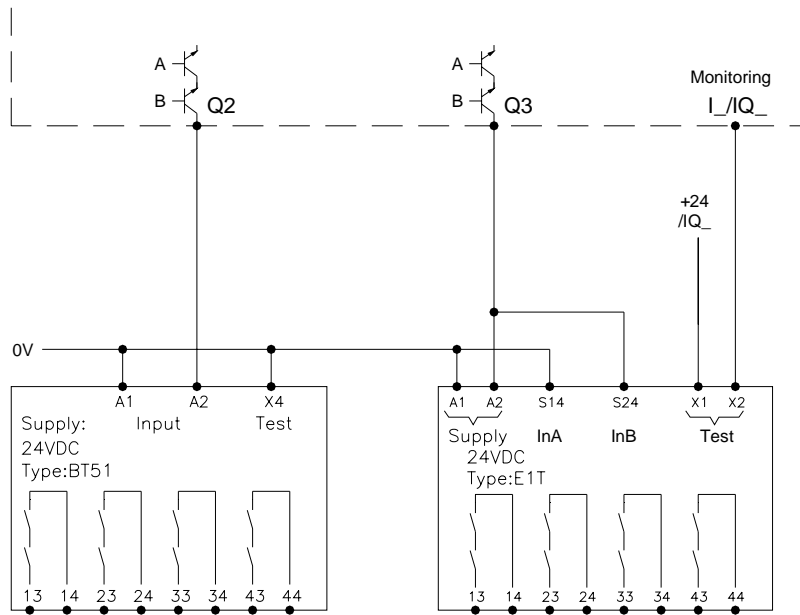 A
B Q2
A
B Q3
Monitoring
I_/IQ_
+24
/IQ_
0V
A1 A2 X4
Input Test
Supply:
24VDC
Type:BT51
13 14 23 24 33 34 43 44
A1 A2 S14 S24 X1 X2
Supply InA InB Test
24VDC
Type:E1T
13 14 23 24 33 34 43 44